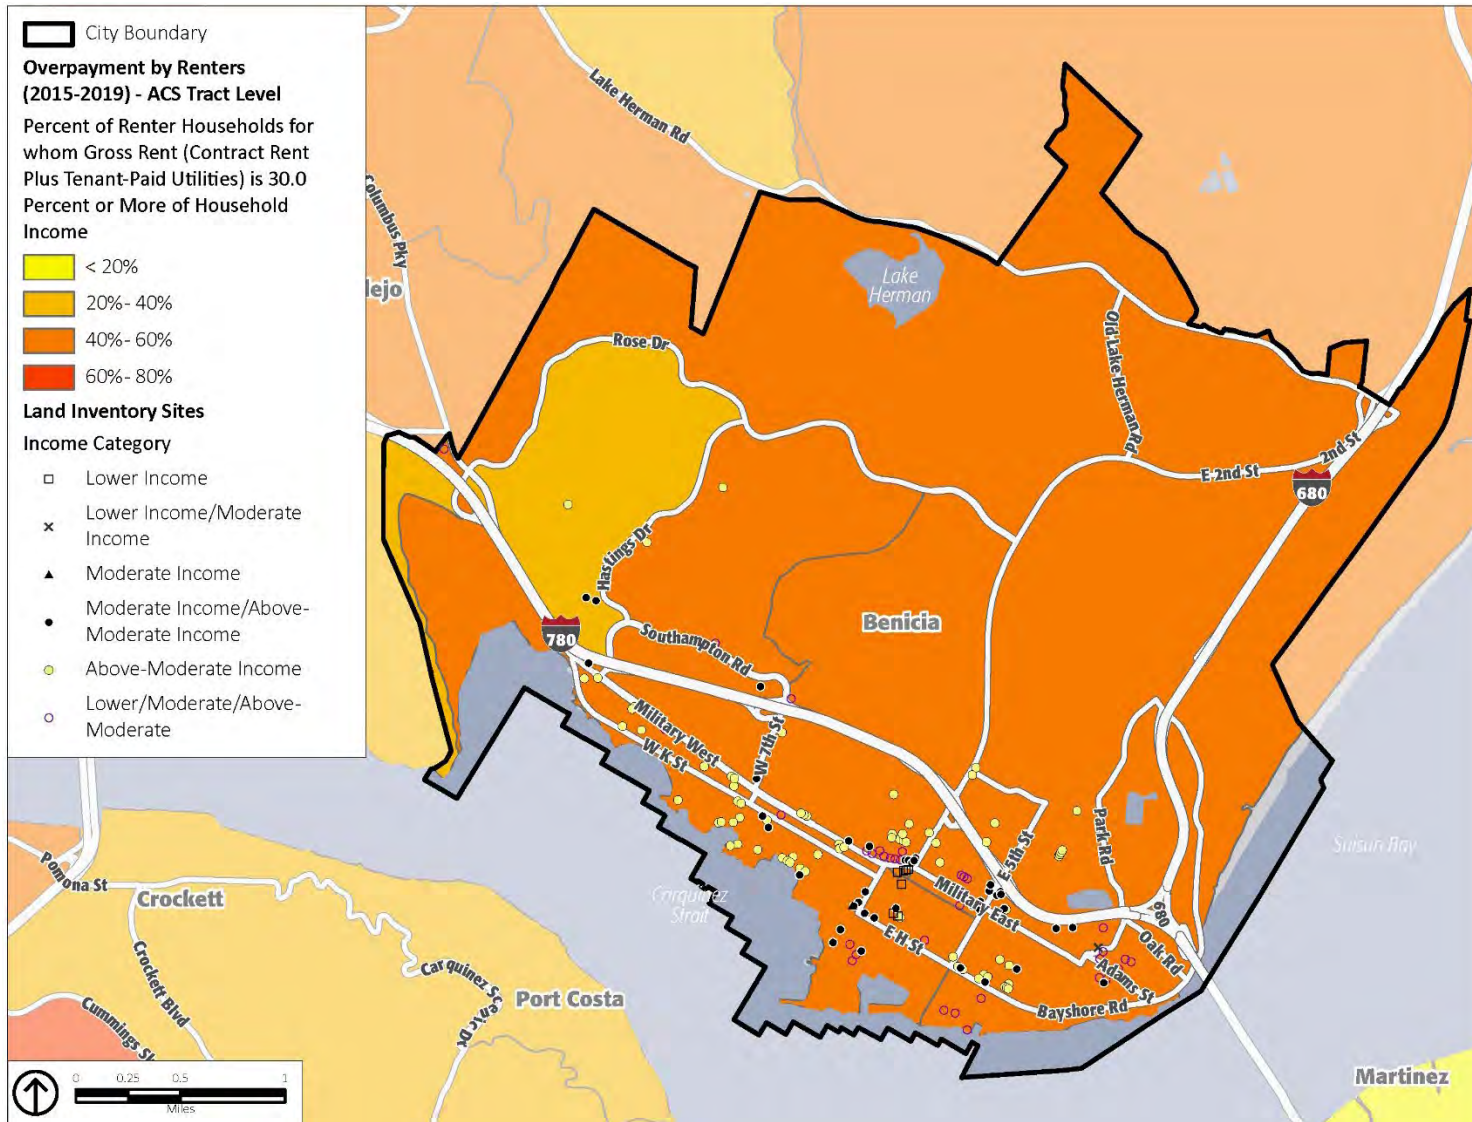 City Boundary
Overpayment by Renters
(2015-2019) - ACS Tract Level
Percent of Renter Households for
whom Gross Rent (Contract Rent
Plus Tenant-Paid Utilities) is 30.0
Percent or More of Household
Income
< 20%
20%- 40%
40%- 60%
60%- 80%
Land Inventory Sites
Income Category
Lower Income
Lower Income/Moderate
Income
Moderate Income
Moderate Income/Above-
Moderate Income
Above-Moderate Income
Lower/Moderate/Above-
Moderate
Lake Herman Rd
Columbus Pky
llejo
Lake
Herman
Rose Dr
Old Lake Herman Rd
E 2nd St
2nd St
680
Hastings Dr
Benicia
780
Southampton Rd
Military West
W K St
W 7th St
E 5th St
Park Rd
Suisun Bay
Military East
Carquinez
Strait
E H St
680
Oak Rd
Adams St
Bayshore Rd
Pomona St
Crockett
Crockett Blvd
Carquinez Scenic Dr
Port Costa
Cummings Sk
Martinez
0 0.25 0.5 1
Miles